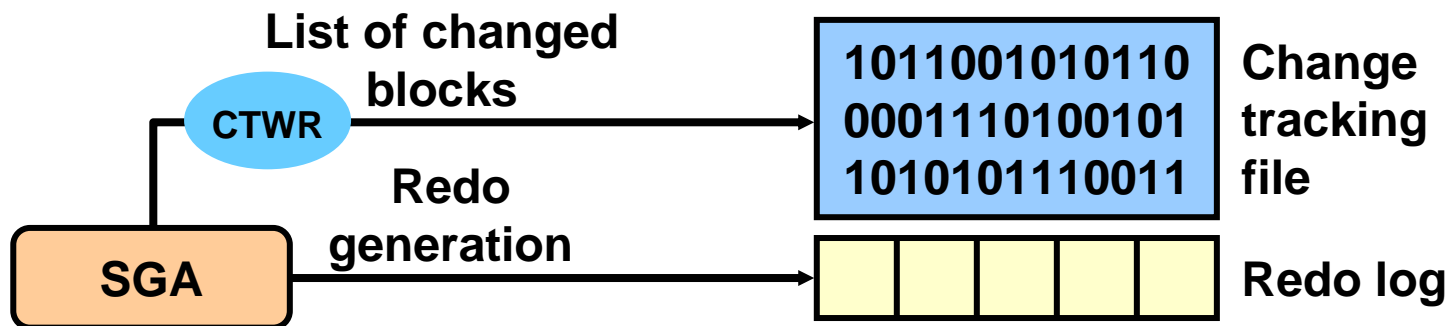 List of changed
blocks
CTWR
1011001010110
0001110100101
1010101110011
Change
tracking
file
Redo
generation
SGA
Redo log